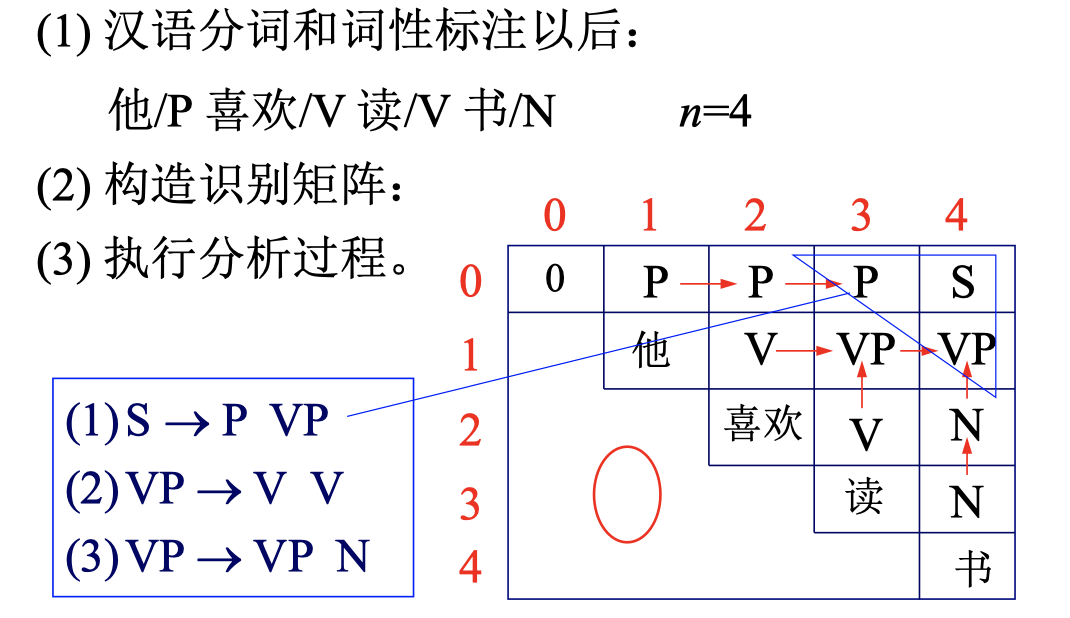 (1) 汉语分词和词性标注以后：
他/P 喜欢/V 读/V 书/N n=4
(2) 构造识别矩阵：
(3) 执行分析过程。
0 1 2 3 4
0 0 P P P S
1 他 V VP VP
2 喜欢 V N
3 读 N
4 书
(1) S → P VP
(2) VP → V V
(3) VP → VP N